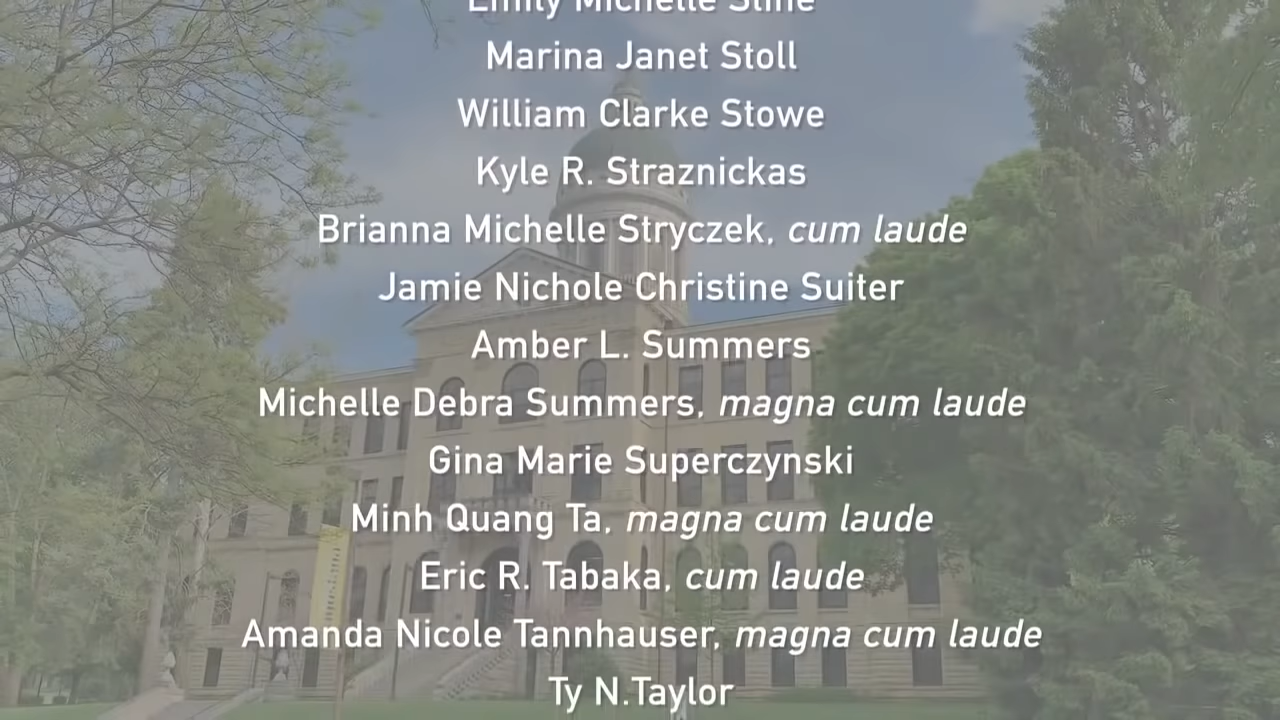 Emily Michelle
Marina Janet Stoll
William Clarke Stowe
Kyle R. Straznickas
Brianna Michelle Stryczek, cum laude
Jamie Nichole Christine Suiter
Amber L. Summers
Michelle Debra Summers, magna cum laude
Gina Marie Superczynski
Minh Quang Ta, magna cum laude
Eric R. Tabaka, cum laude
Amanda Nicole Tannhauser, magna cum laude
Ty N.Taylor